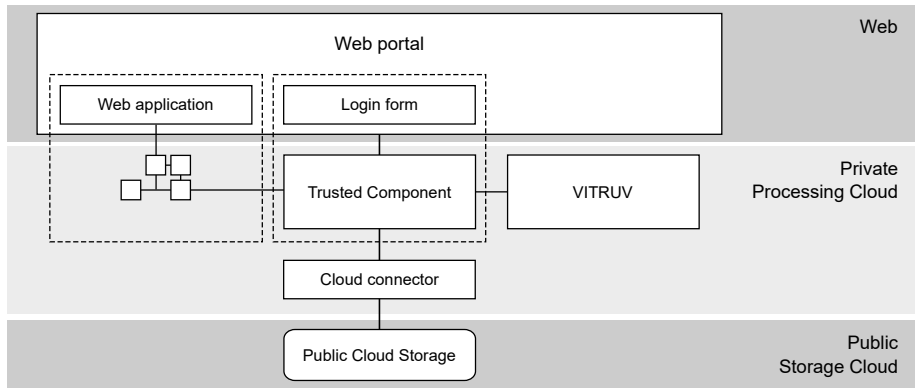 Web
Web portal
Web application
Login form
Private
Processing Cloud
Trusted Component
VITRUV
Cloud connector
Public Cloud Storage
Public
Storage Cloud